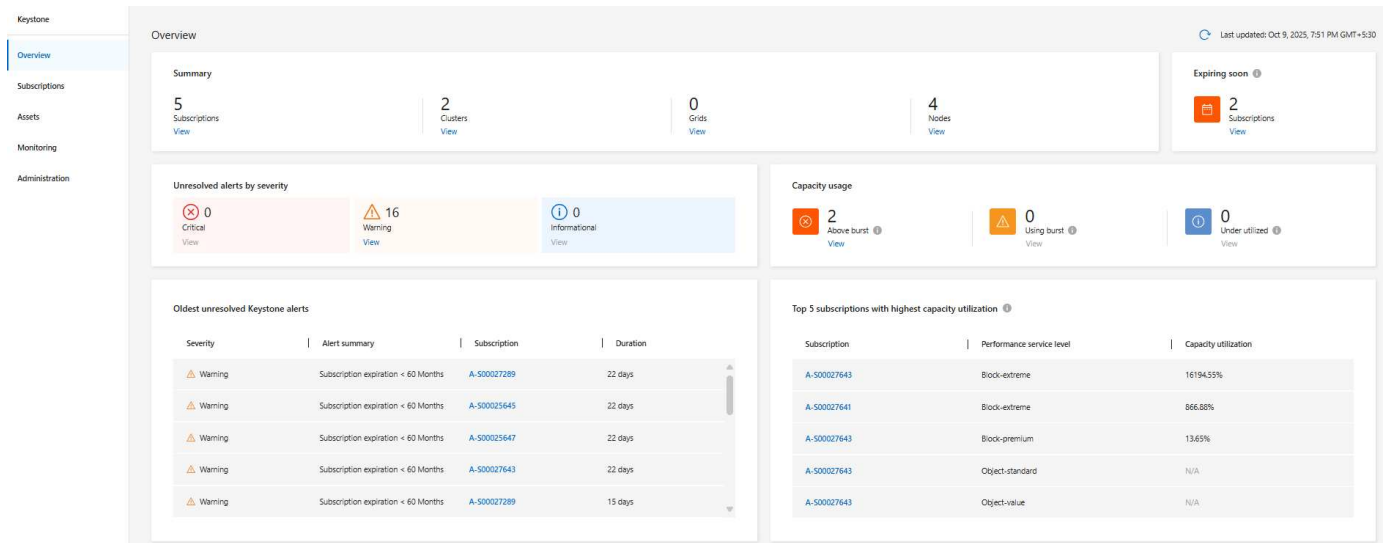 Keystone
Overview
Subscriptions
Assets
Monitoring
Administration
Overview
Last updated: Oct 9, 2025, 7:51 PM GMT+5:30
Summary
5
Subscriptions
View
2
Clusters
View
0
Grids
View
4
Nodes
View
Expiring soon
2
Subscriptions
View
Unresolved alerts by severity
0
Critical
View
16
Warning
View
0
Informational
View
Capacity usage
2
Above burst
View
0
Using burst
View
0
Under utilized
View
Oldest unresolved Keystone alerts
Severity Alert summary Subscription Duration
Warning Subscription expiration < 60 Months A-S00027289 22 days
Warning Subscription expiration < 60 Months A-S00025645 22 days
Warning Subscription expiration < 60 Months A-S00025647 22 days
Warning Subscription expiration < 60 Months A-S00027643 22 days
Warning Subscription expiration < 60 Months A-S00027289 15 days
Top 5 subscriptions with highest capacity utilization
Subscription Performance service level Capacity utilization
A-S00027643 Block-extreme 16194.55%
A-S00027641 Block-extreme 866.88%
A-S00027643 Block-premium 13.65%
A-S00027643 Object-standard N/A
A-S00027643 Object-value N/A